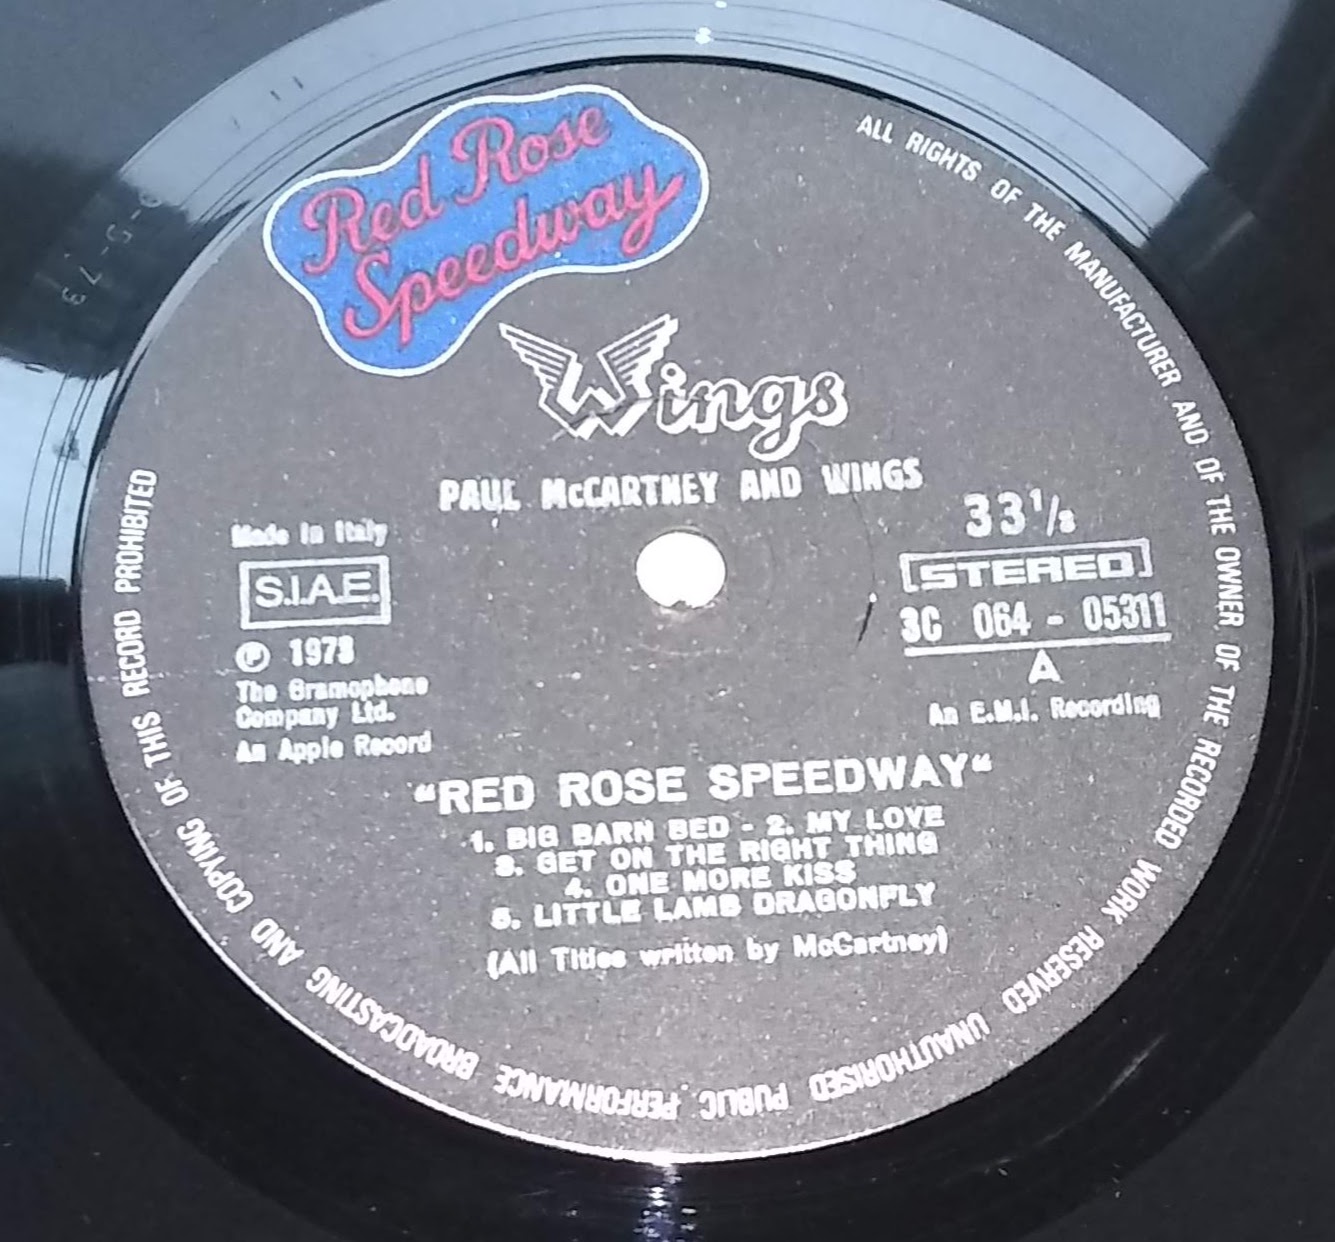 Red Rose
Speedway
Wings
PAUL McCARTNEY AND WINGS
Made in Italy
S.I.A.E.
Ⓟ 1973
The Gramophone
Company Ltd.
An Apple Record
33 1/3
STEREO
3C 064 - 05311
A
An E.M.I. Recording
“RED ROSE SPEEDWAY“
1. BIG BARN BED - 2. MY LOVE
3. GET ON THE RIGHT THING
4. ONE MORE KISS
5. LITTLE LAMB DRAGONFLY
(All Titles written by McCartney)
ALL RIGHTS OF THE MANUFACTURER AND OF THE OWNER OF THE RECORDED WORK RESERVED UNAUTHORISED PUBLIC PERFORMANCE BROADCASTING AND COPYING OF THIS RECORD PROHIBITED